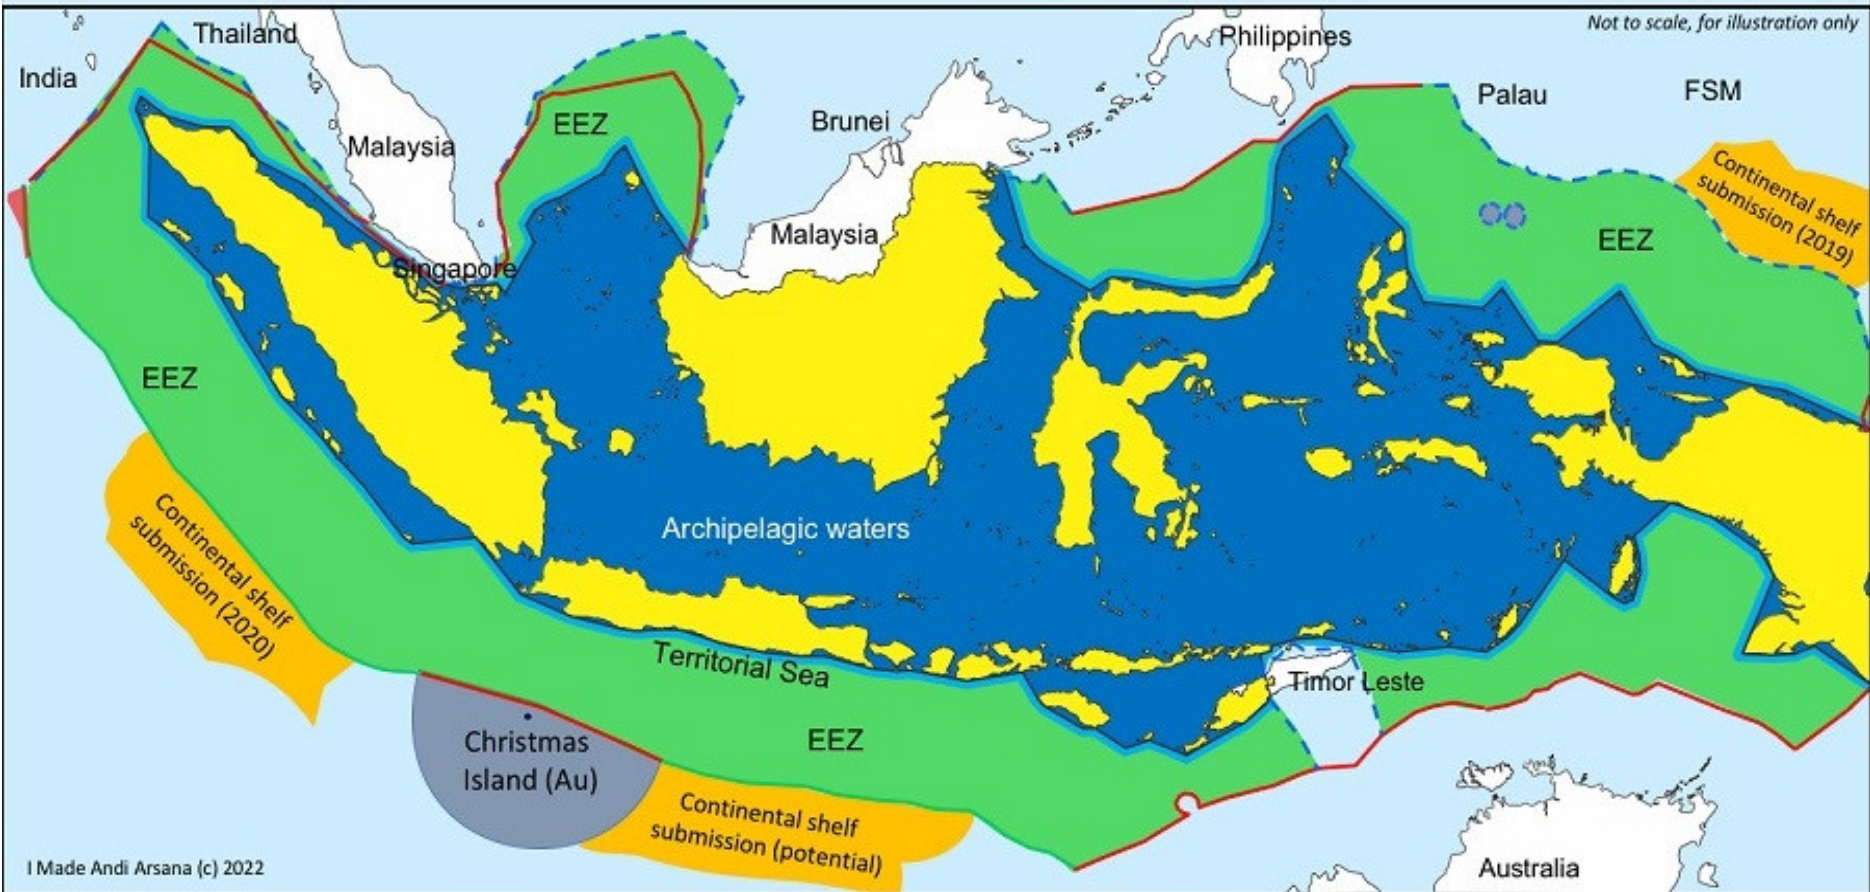 Not to scale, for illustration only
Thailand
Philippines
India
Palau
FSM
EEZ
Brunei
Malaysia
Continental shelf
submission (2019)
Malaysia
EEZ
Singapore
EEZ
Archipelagic waters
Continental shelf
submission (2020)
Territorial Sea
Timor Leste
Christmas
Island (Au)
EEZ
Continental shelf
submission (potential)
Australia
I Made Andi Arsana (c) 2022